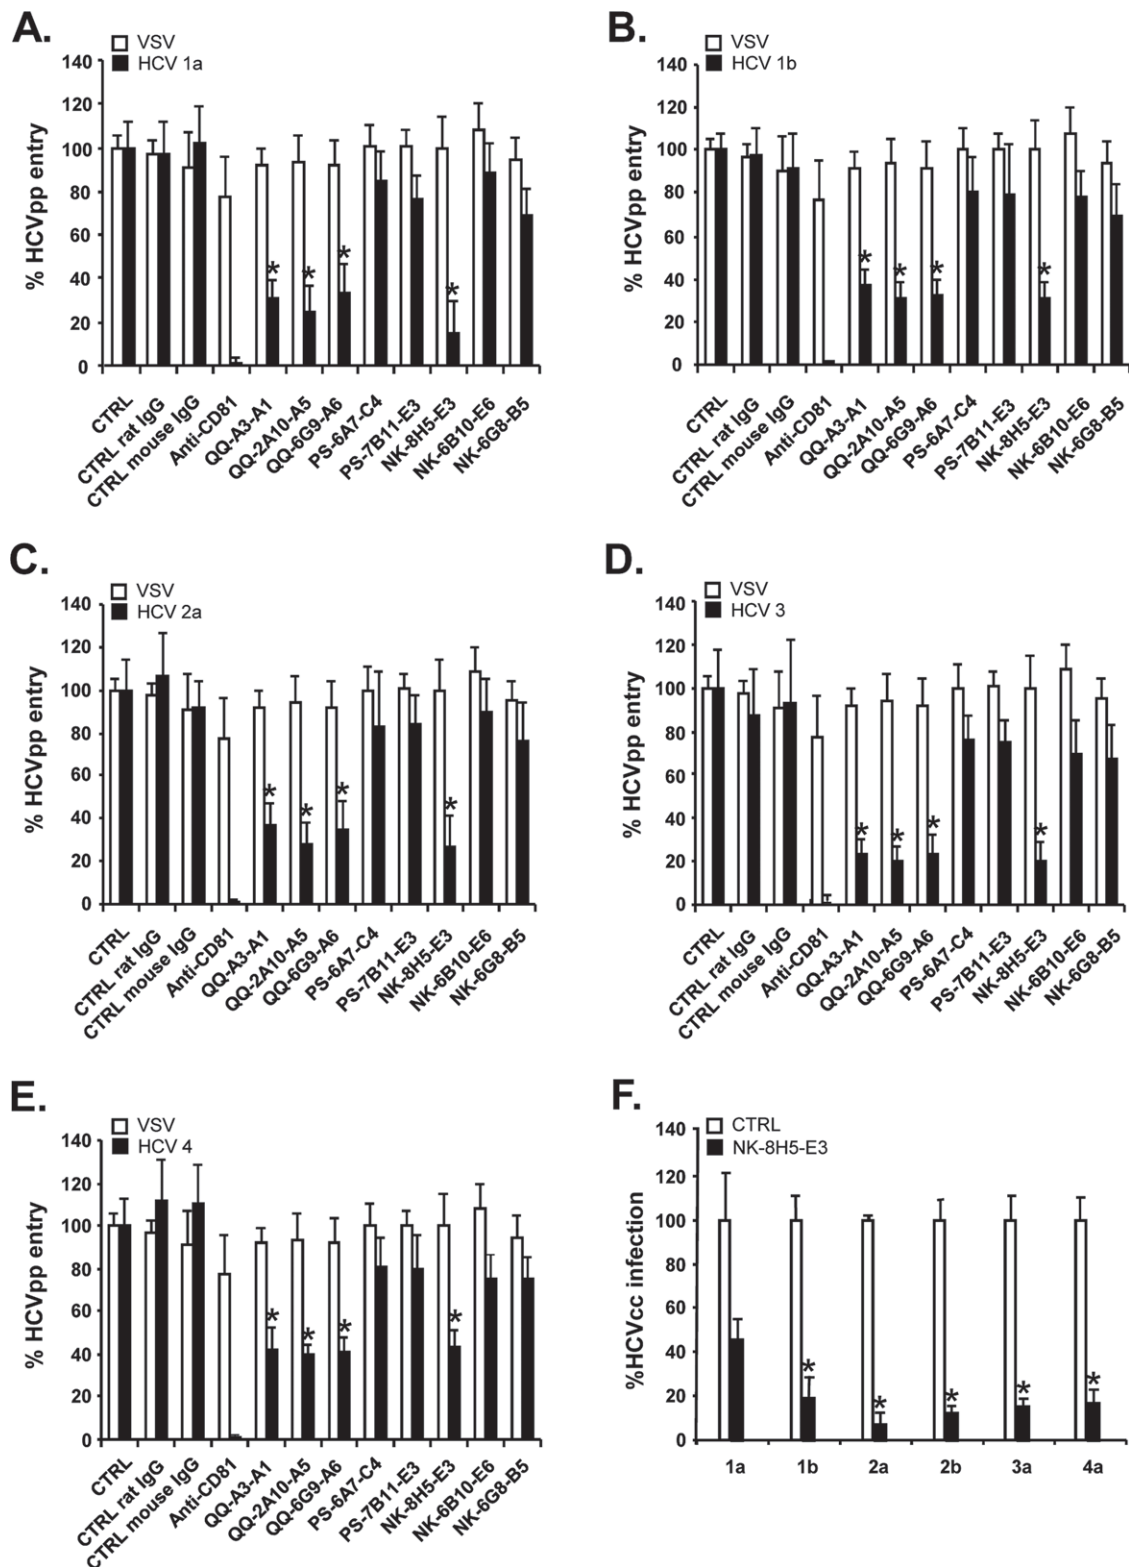 A.
VSV
HCV 1a
% HCVpp entry
140
120
100
80
60
40
20
0
* * * *
CTRL
CTRL rat IgG
CTRL mouse IgG
Anti-CD81
QQ-A3-A1
QQ-2A10-A5
QQ-6G9-A6
PS-6A7-C4
PS-7B11-E3
NK-8H5-E3
NK-6B10-E6
NK-6G8-B5
B.
VSV
HCV 1b
% HCVpp entry
140
120
100
80
60
40
20
0
* * * *
CTRL
CTRL rat IgG
CTRL mouse IgG
Anti-CD81
QQ-A3-A1
QQ-2A10-A5
QQ-6G9-A6
PS-6A7-C4
PS-7B11-E3
NK-8H5-E3
NK-6B10-E6
NK-6G8-B5
C.
VSV
HCV 2a
% HCVpp entry
140
120
100
80
60
40
20
0
* * * *
CTRL
CTRL rat IgG
CTRL mouse IgG
Anti-CD81
QQ-A3-A1
QQ-2A10-A5
QQ-6G9-A6
PS-6A7-C4
PS-7B11-E3
NK-8H5-E3
NK-6B10-E6
NK-6G8-B5
D.
VSV
HCV 3
% HCVpp entry
140
120
100
80
60
40
20
0
* * * *
CTRL
CTRL rat IgG
CTRL mouse IgG
Anti-CD81
QQ-A3-A1
QQ-2A10-A5
QQ-6G9-A6
PS-6A7-C4
PS-7B11-E3
NK-8H5-E3
NK-6B10-E6
NK-6G8-B5
E.
VSV
HCV 4
% HCVpp entry
140
120
100
80
60
40
20
0
* * * *
CTRL
CTRL rat IgG
CTRL mouse IgG
Anti-CD81
QQ-A3-A1
QQ-2A10-A5
QQ-6G9-A6
PS-6A7-C4
PS-7B11-E3
NK-8H5-E3
NK-6B10-E6
NK-6G8-B5
F.
CTRL
NK-8H5-E3
%HCVcc infection
140
120
100
80
60
40
20
0
* * * * *
1a 1b 2a 2b 3a 4a